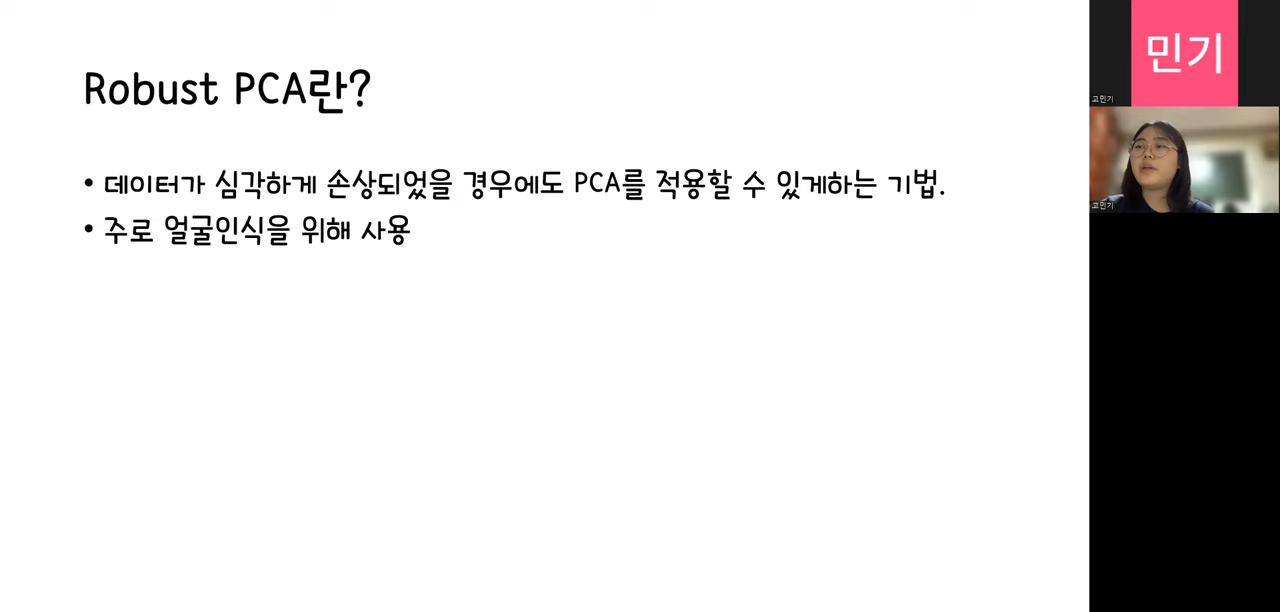 Robust PCA란?
• 데이터가 심각하게 손상되었을 경우에도 PCA를 적용할 수 있게하는 기법.
• 주로 얼굴인식을 위해 사용
민기
고민기
고민기